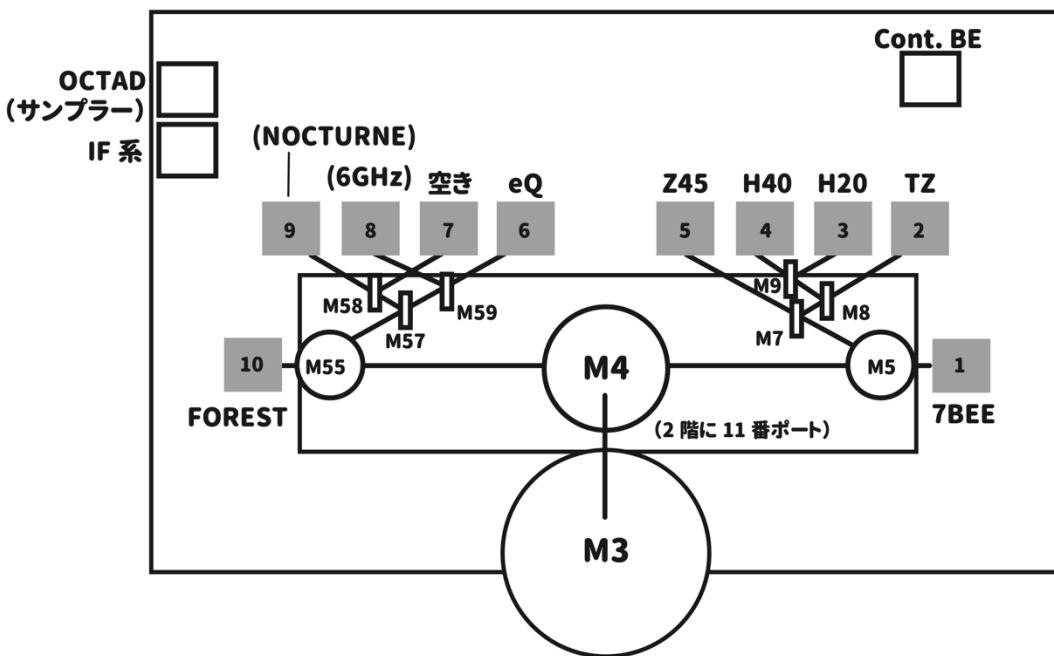 Cont. BE
OCTAD
(サンプラー)
IF 系
(NOCTURNE)
(6GHz)
空き
eQ
Z45
H40
H20
TZ
9
8
7
6
5
4
3
2
M58
M57
M59
M9
M8
M7
10
M55
M4
M5
1
FOREST
7BEE
(2 階に 11 番ポート)
M3